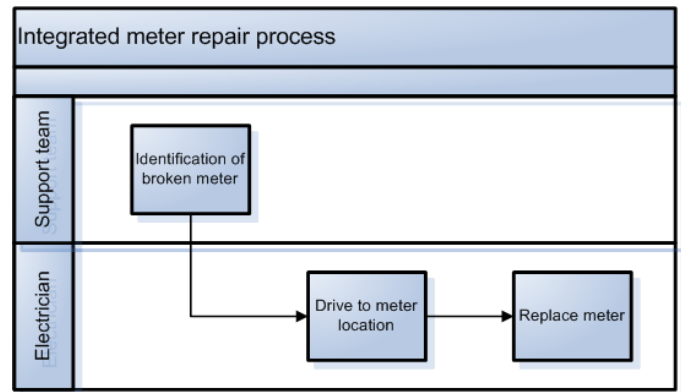 Integrated meter repair process
Support team
Identification of
broken meter
Electrician
Drive to meter
location
Replace meter